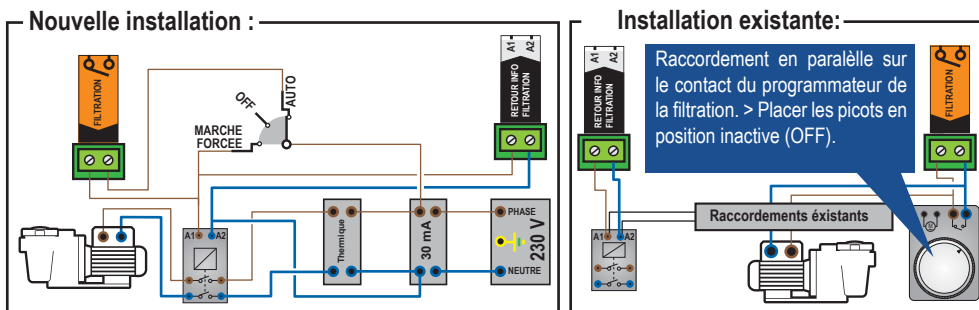 Nouvelle installation :
FILTRATION
OFF
AUTO
MARCHE
FORCEE
A1
A2
RETOUR INFO
FILTRATION
A1
A2
Thermique
30 mA
PHASE
230 V
NEUTRE
Installation existante:
A1
A2
RETOUR INFO
FILTRATION
Raccordement en paralèlle sur
le contact du programmateur de
la filtration. > Placer les picots en
position inactive (OFF).
FILTRATION
Raccordements éxistants
A1
A2
M